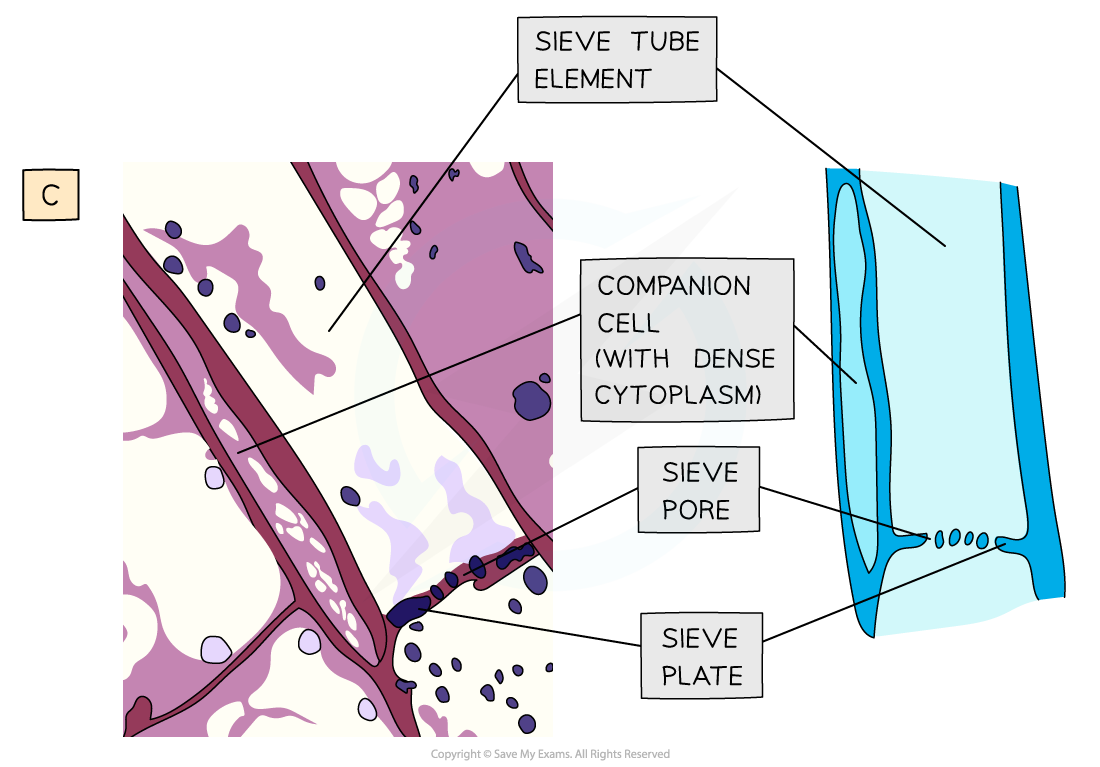 SIEVE TUBE
ELEMENT
C
COMPANION
CELL
(WITH DENSE
CYTOPLASM)
SIEVE
PORE
SIEVE
PLATE
Copyright © Save My Exams. All Rights Reserved